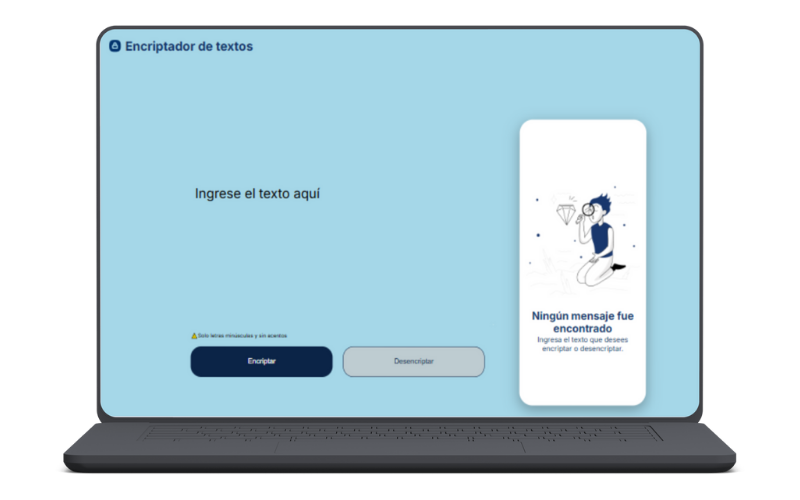 Encriptador de textos
Ingrese el texto aquí
Solo letras minúsculas y sin acentos
Encriptar
Desencriptar
Ningún mensaje fue
encontrado
Ingresa el texto que desees
encriptar o desencriptar.